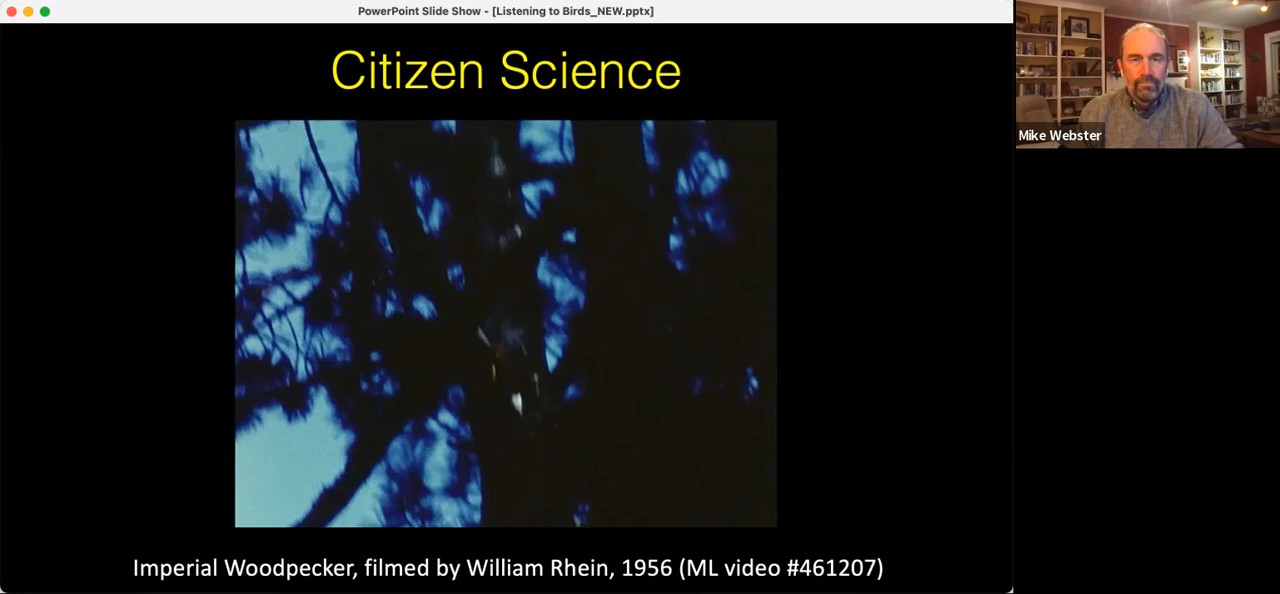 PowerPoint Slide Show - [Listening to Birds_NEW.pptx]
Citizen Science
Mike Webster
Imperial Woodpecker, filmed by William Rhein, 1956 (ML video #461207)